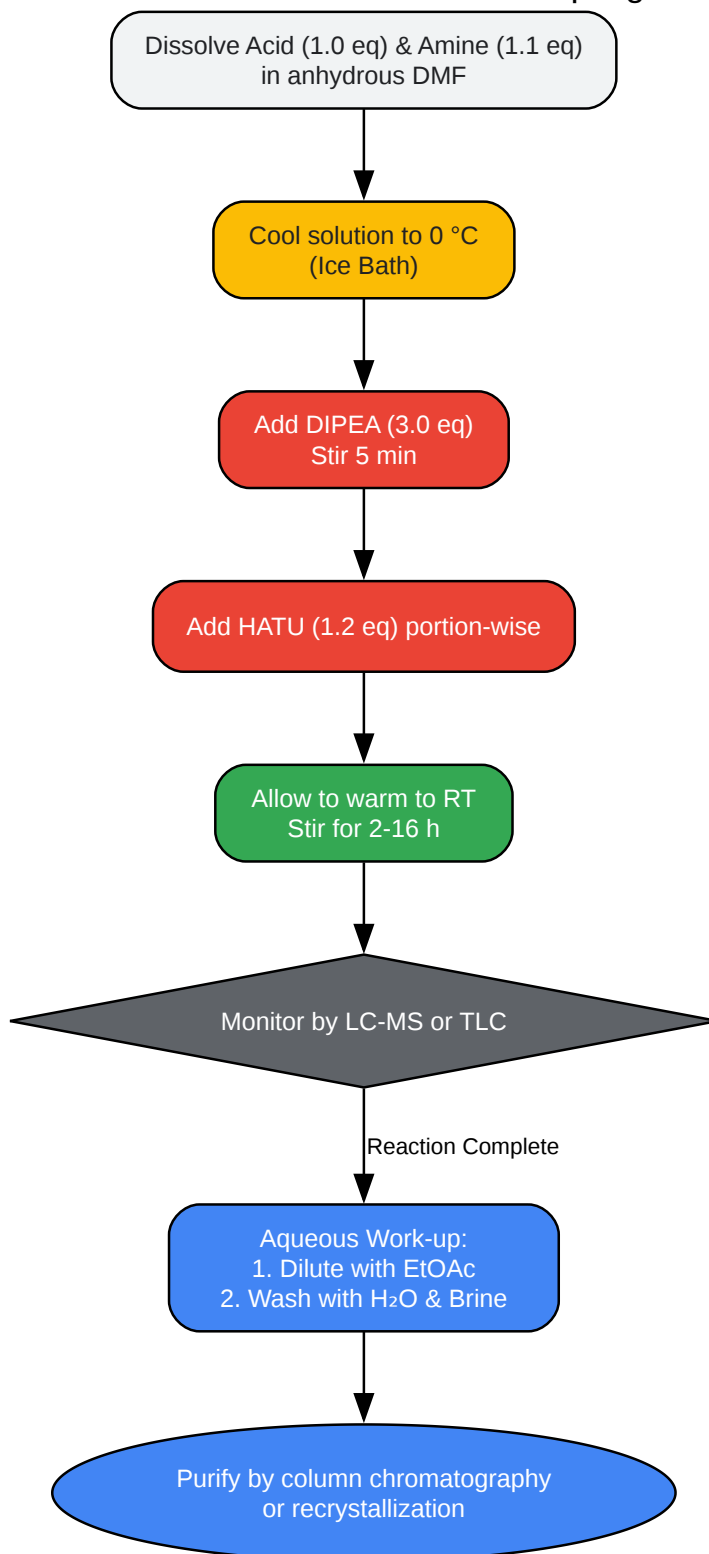 Dissolve Acid (1.0 eq) & Amine (1.1 eq)
in anhydrous DMF
Cool solution to 0 °C
(Ice Bath)
Add DIPEA (3.0 eq)
Stir 5 min
Add HATU (1.2 eq) portion-wise
Allow to warm to RT
Stir for 2-16 h
Monitor by LC-MS or TLC
Reaction Complete
Aqueous Work-up:
1. Dilute with EtOAc
2. Wash with H₂O & Brine
Purify by column chromatography
or recrystallization